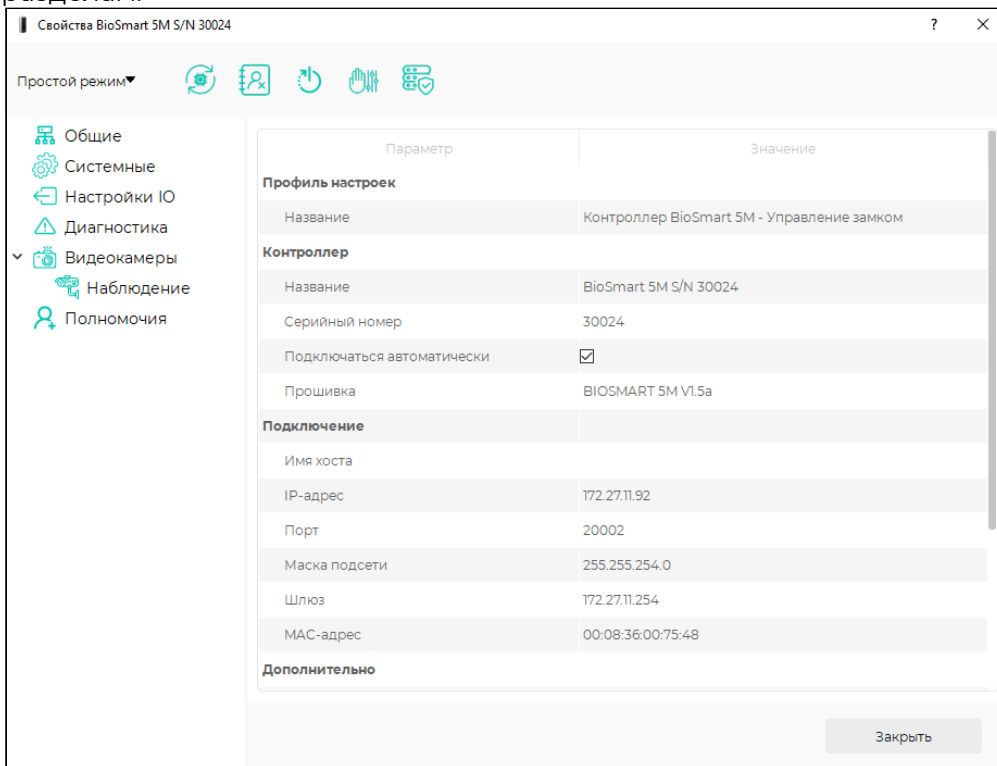 Свойства BioSmart 5M S/N 30024 ? ×
Простой режим
Общие
Системные
Настройки IO
Диагностика
Видеокамеры
Наблюдение
Полномочия
Параметр Значение
Профиль настроек
Название Контроллер BioSmart 5M - Управление замком
Контроллер
Название BioSmart 5M S/N 30024
Серийный номер 30024
Подключаться автоматически
Прошивка BIOSMART 5M V1.5a
Подключение
Имя хоста
IP-адрес 172.27.11.92
Порт 20002
Маска подсети 255.255.254.0
Шлюз 172.27.11.254
MAC-адрес 00:08:36:00:75:48
Дополнительно
Закрыть